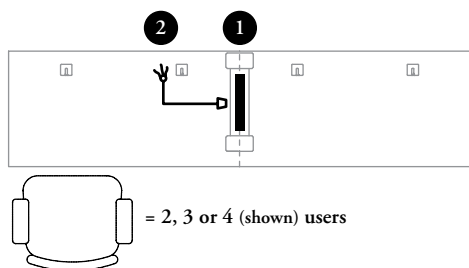 2 1
= 2, 3 or 4 (shown) users